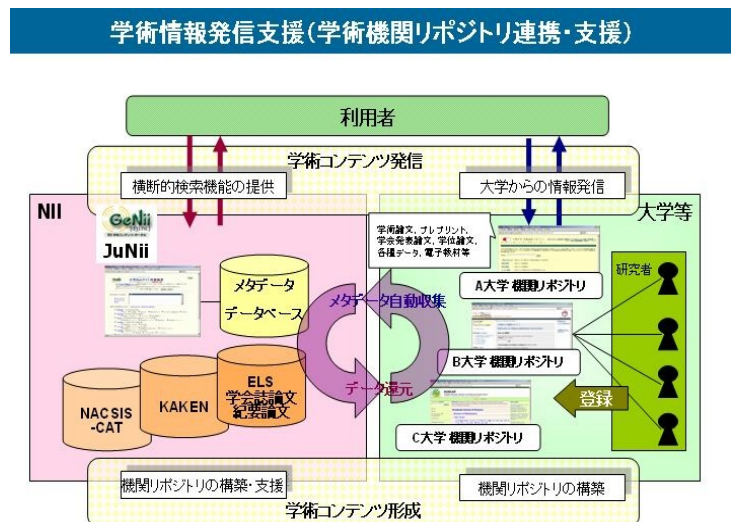 学術情報発信支援(学術機関リポジトリ連携・支援)
利用者
学術コンテンツ発信
横断的検索機能の提供
大学からの情報発信
NII
大学等
GeNii
JuNii
学術論文、プレプリント、
学会発表論文、学位論文、
各種データ、電子教材等
研究者
メタデータ
データベース
メタデータ自動収集
A大学 機関リポジトリ
B大学 機関リポジトリ
C大学 機関リポジトリ
データ還元
登録
NACSIS
-CAT
KAKEN
ELS
学会誌論文
紀要論文
機関リポジトリの構築・支援
機関リポジトリの構築
学術コンテンツ形成